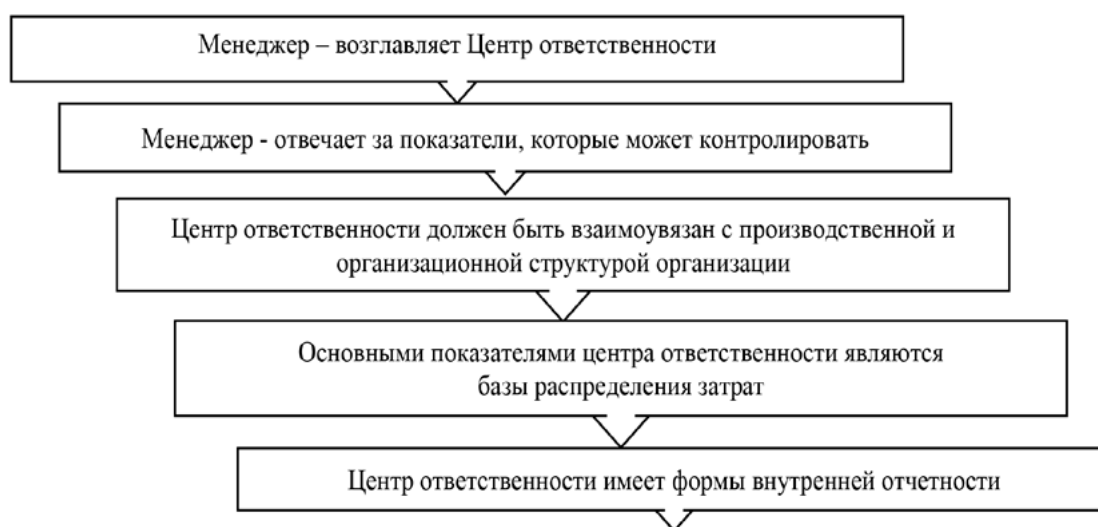 Менеджер – возглавляет Центр ответственности
Менеджер - отвечает за показатели, которые может контролировать
Центр ответственности должен быть взаимоувязан с производственной и
организационной структурой организации
Основными показателями центра ответственности являются
базы распределения затрат
Центр ответственности имеет формы внутренней отчетности